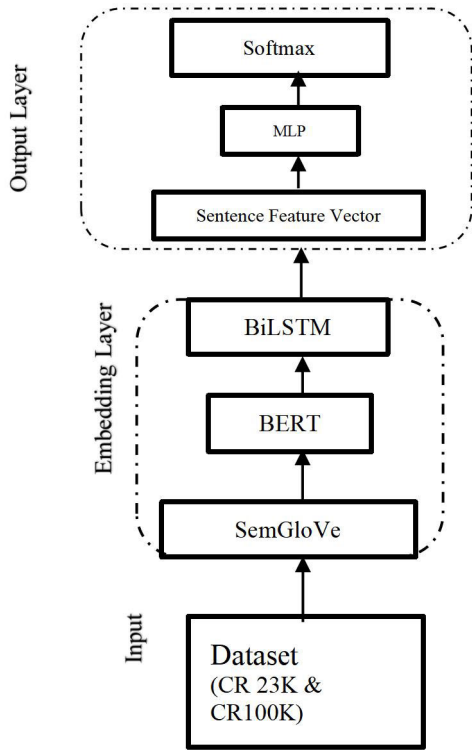 Output Layer
Softmax
MLP
Sentence Feature Vector
Embedding Layer
BiLSTM
BERT
SemGloVe
Input
Dataset
(CR 23K &
CR100K)